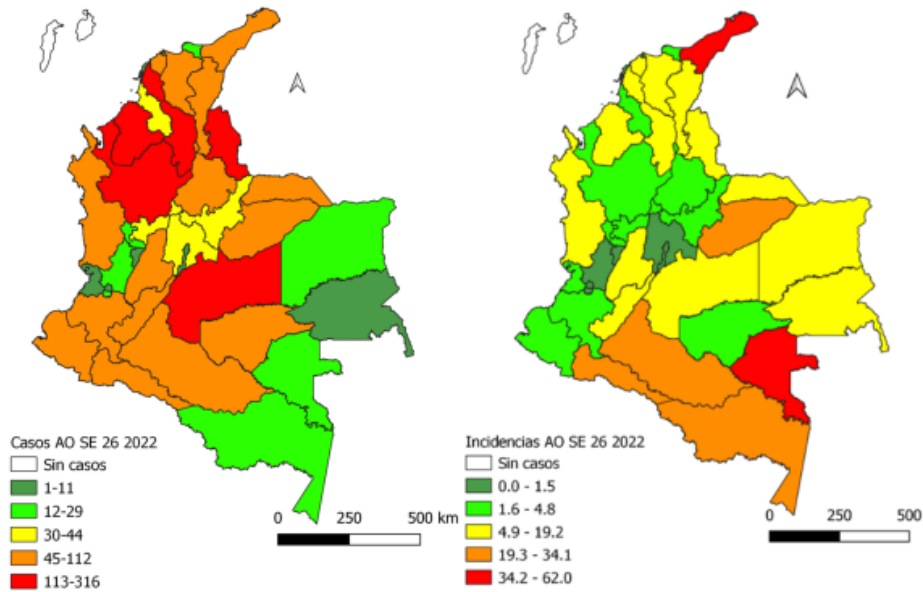 Casos AO SE 26 2022
Sin casos
1-11
12-29
30-44
45-112
113-316
0 250 500 km
Incidencias AO SE 26 2022
Sin casos
0.0 - 1.5
1.6 - 4.8
4.9 - 19.2
19.3 - 34.1
34.2 - 62.0
0 250 500